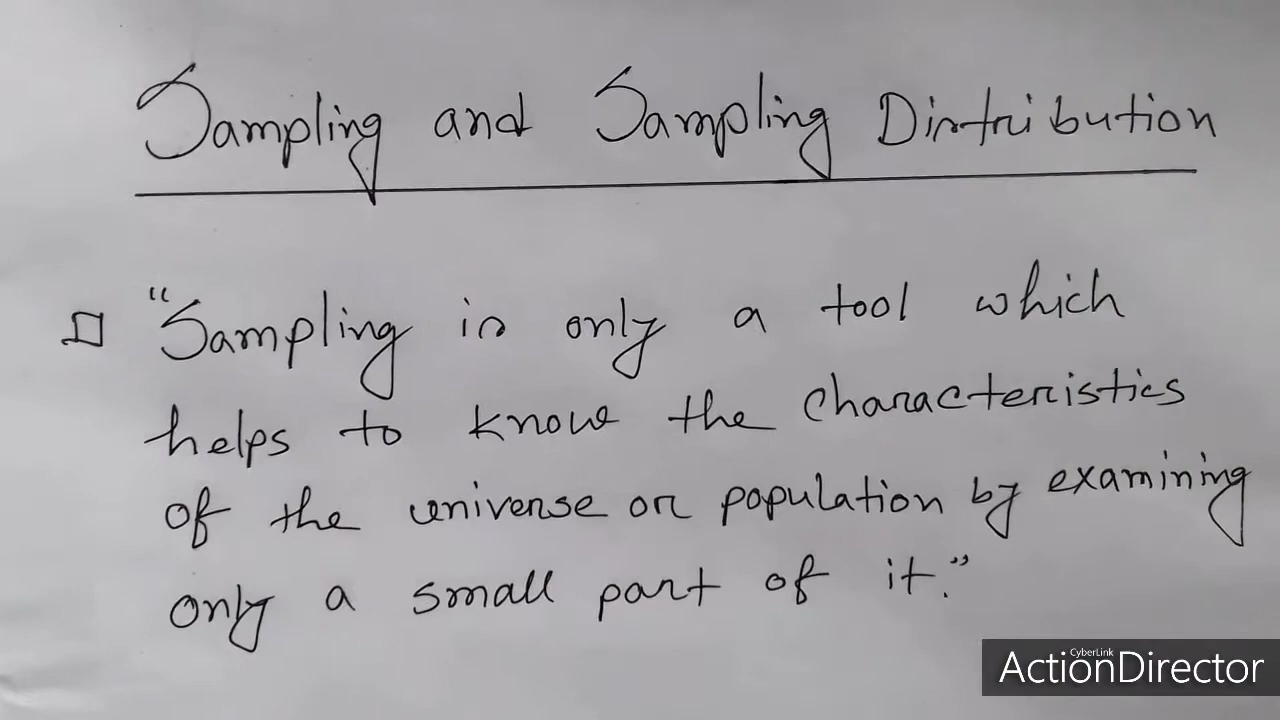 Sampling and Sampling Distribution
"Sampling is only a tool which
helps to know the characteristics
of the universe or population by examining
only a small part of it."
CyberLink
ActionDirector